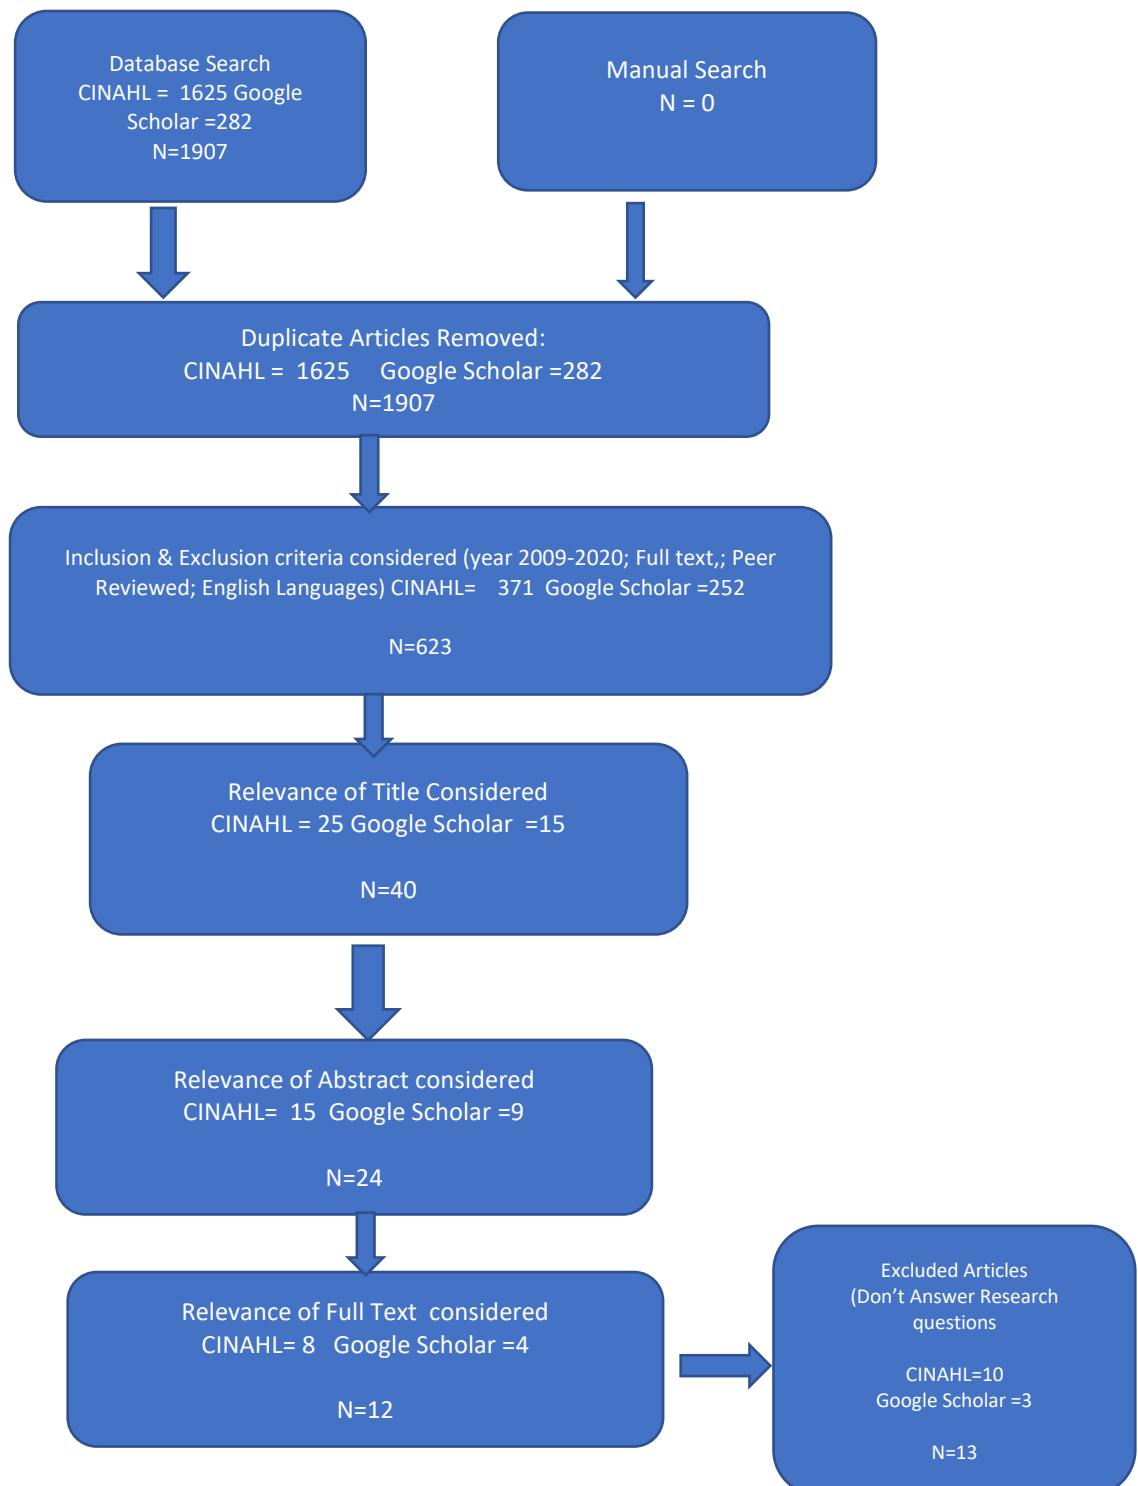 Database Search
CINAHL = 1625 Google
Scholar =282
N=1907
Manual Search
N = 0
Duplicate Articles Removed:
CINAHL = 1625 Google Scholar =282
N=1907
Inclusion & Exclusion criteria considered (year 2009-2020; Full text,; Peer
Reviewed; English Languages) CINAHL= 371 Google Scholar =252
N=623
Relevance of Title Considered
CINAHL = 25 Google Scholar =15
N=40
Relevance of Abstract considered
CINAHL= 15 Google Scholar =9
N=24
Relevance of Full Text considered
CINAHL= 8 Google Scholar =4
N=12
Excluded Articles
(Don’t Answer Research
questions
CINAHL=10
Google Scholar =3
N=13